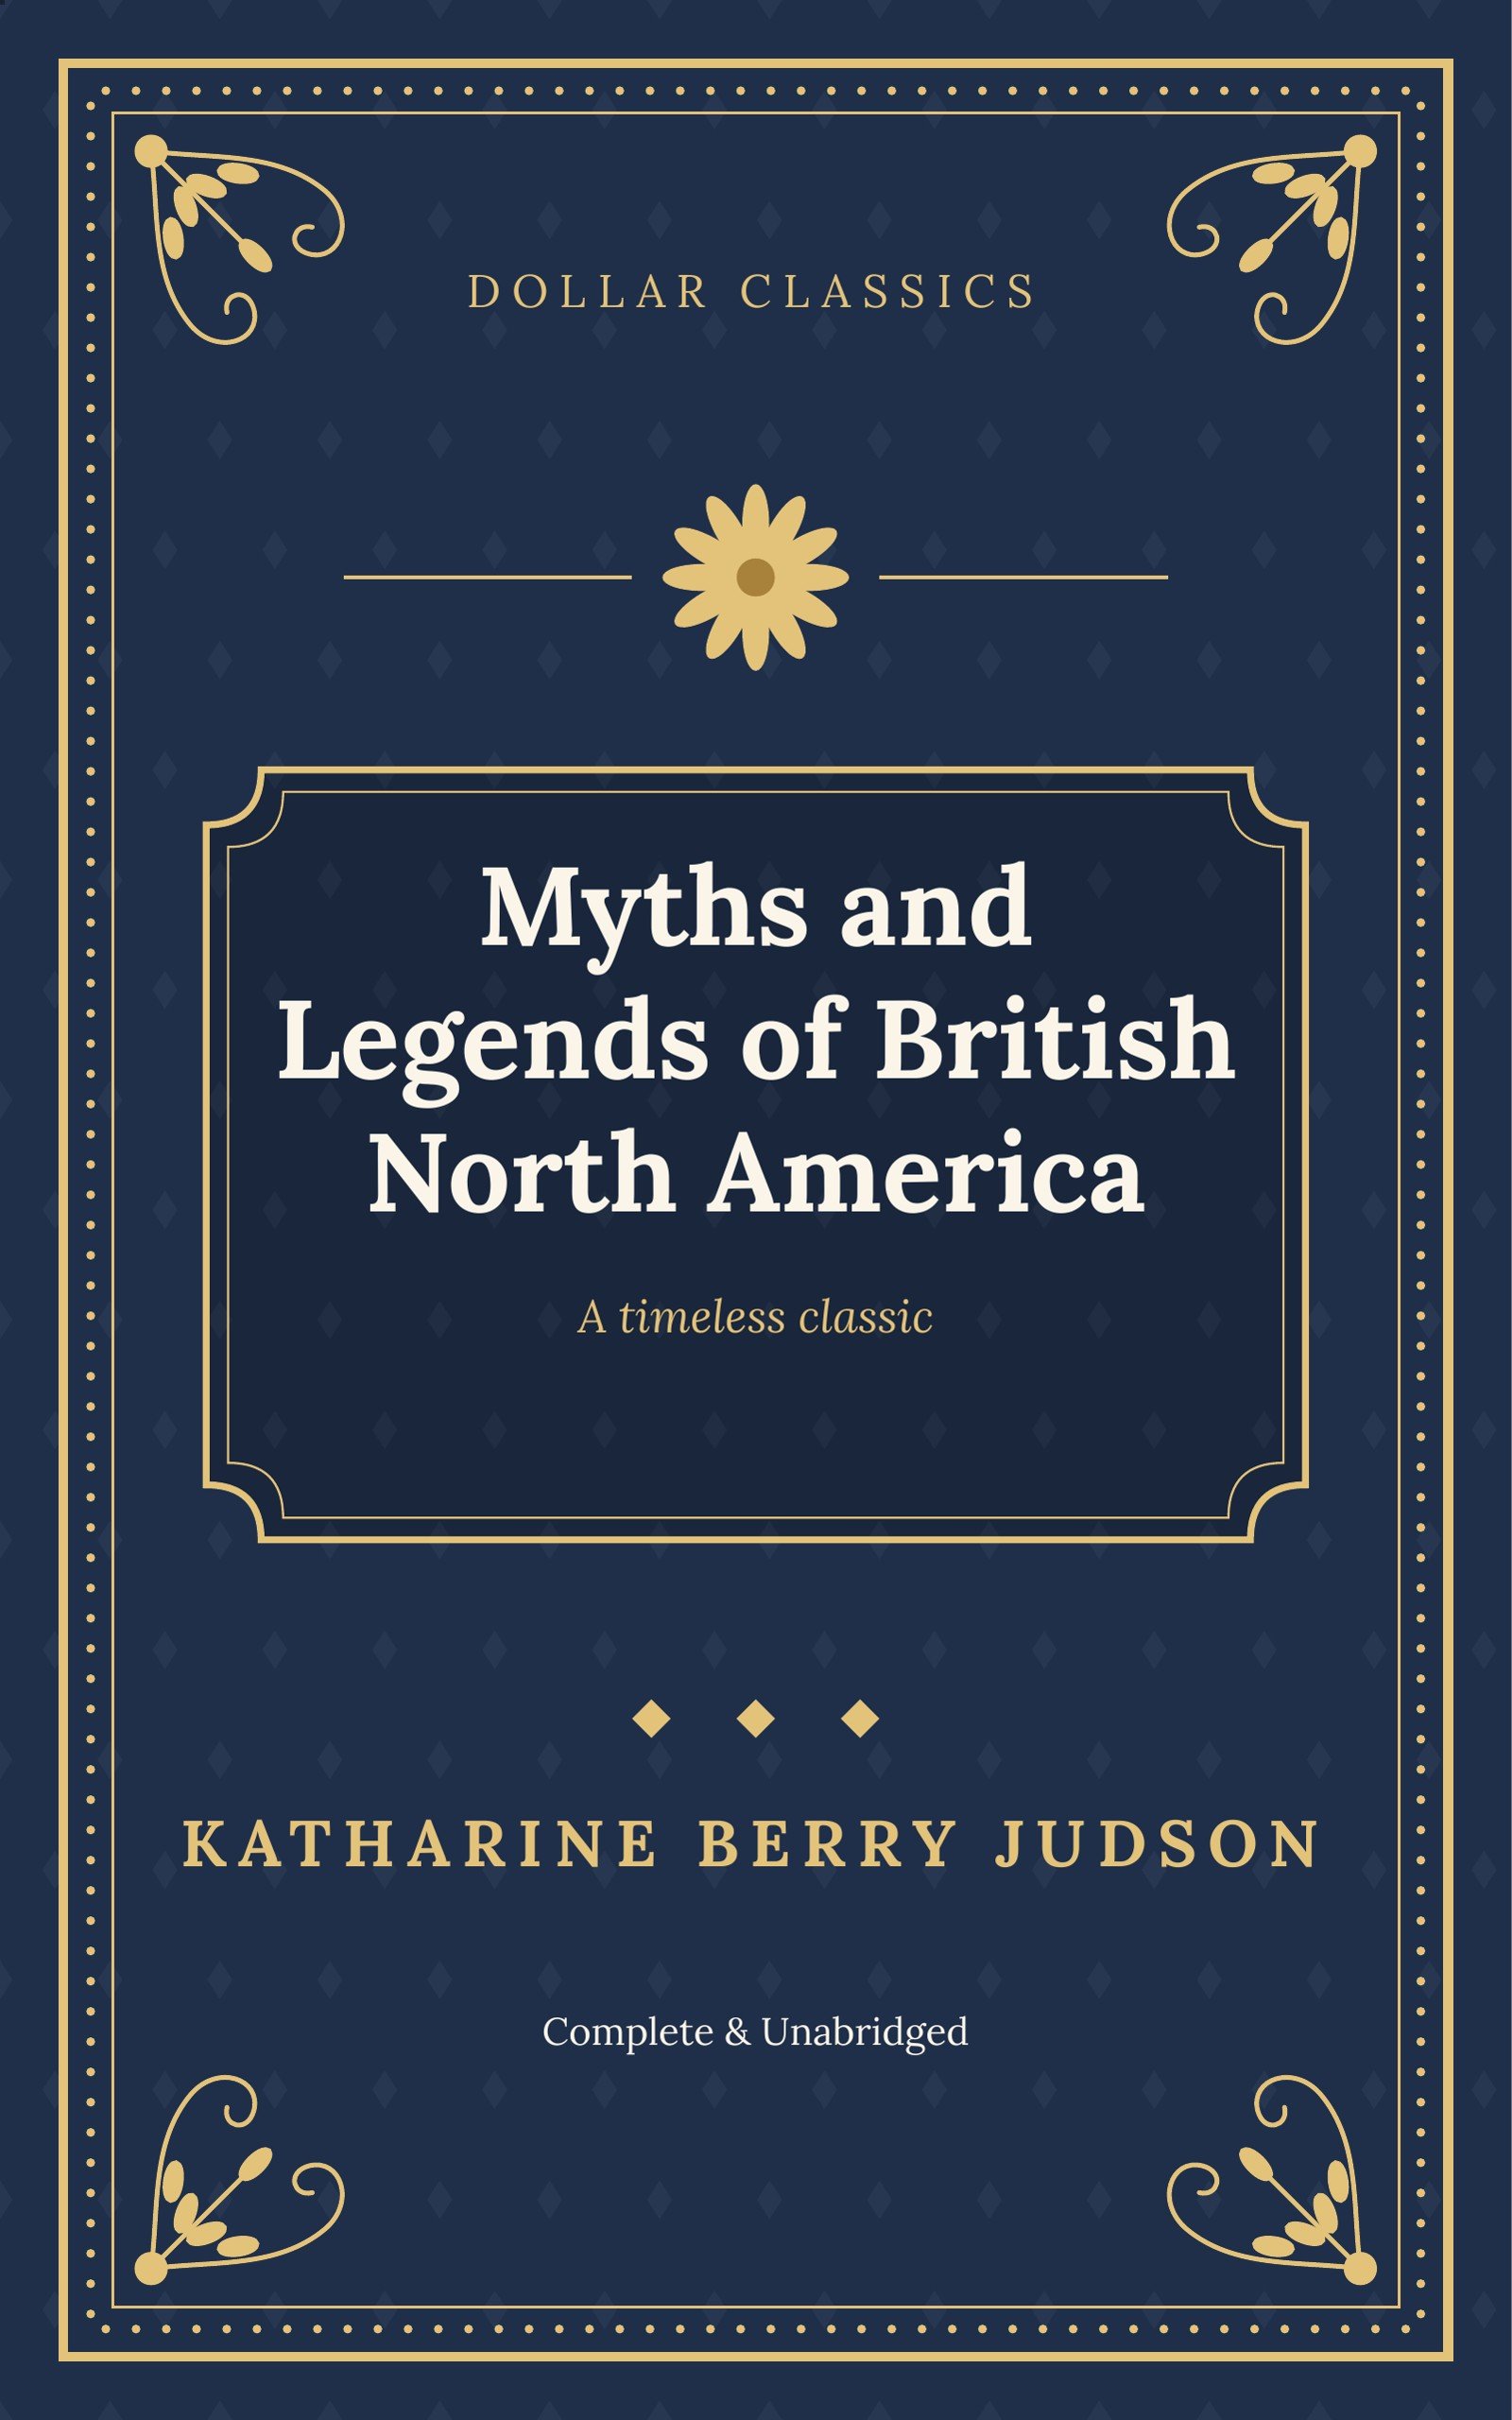 DOLLAR CLASSICS
Myths and
Legends of British
North America
A timeless classic
KATHARINE BERRY JUDSON
Complete & Unabridged